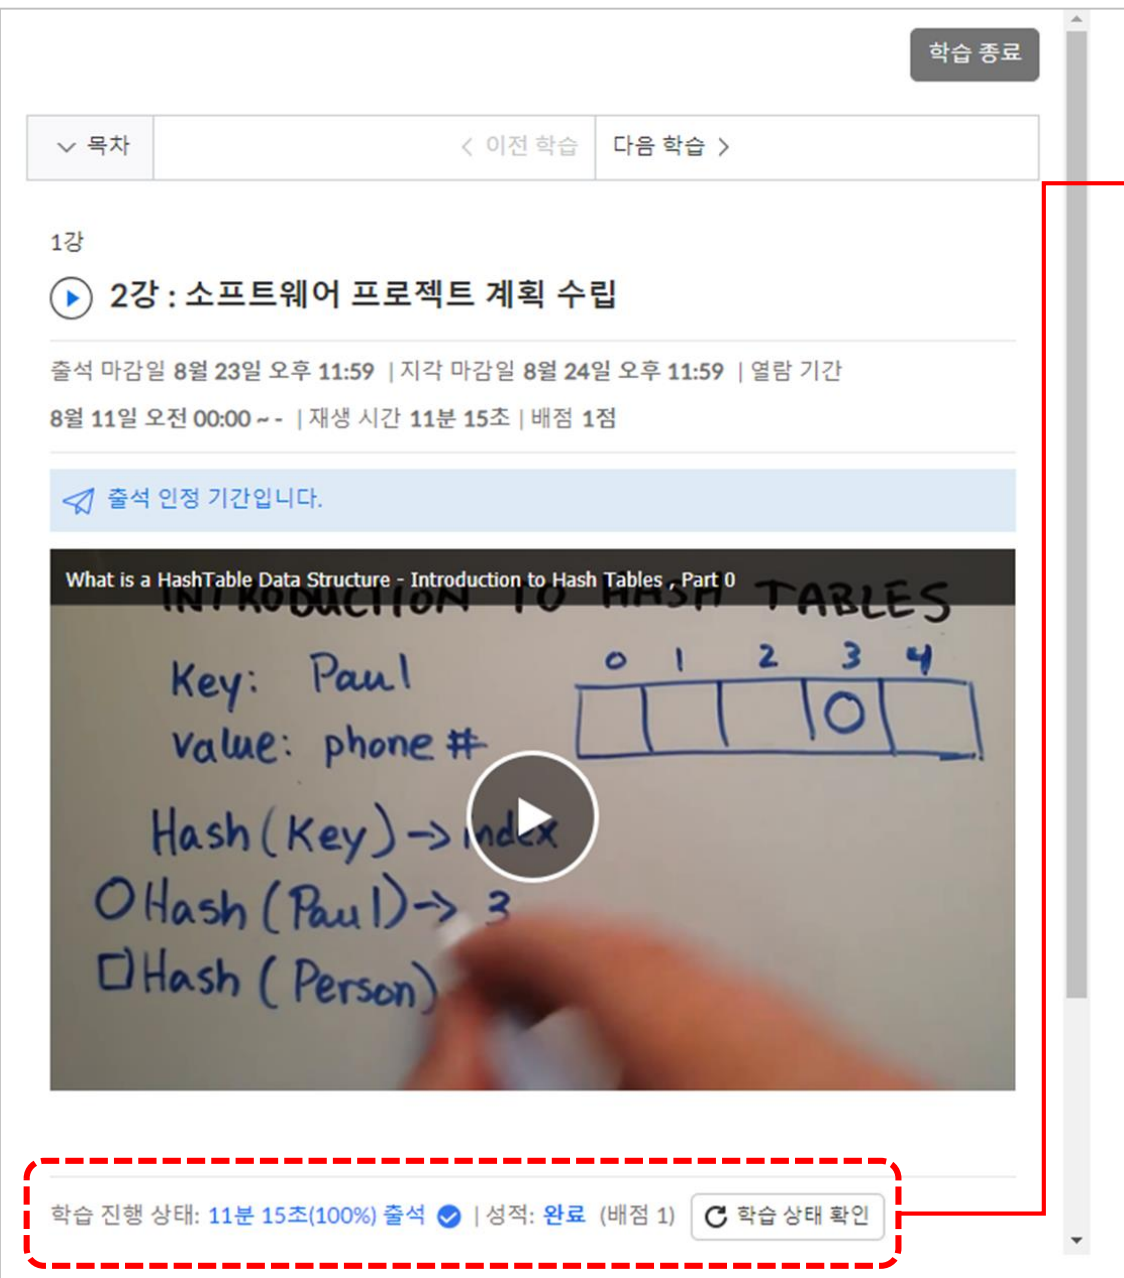 학습 종료
목차
< 이전 학습
다음 학습 >
1강
2강 : 소프트웨어 프로젝트 계획 수립
출석 마감일 8월 23일 오후 11:59 | 지각 마감일 8월 24일 오후 11:59 | 열람 기간
8월 11일 오전 00:00 ~ - | 재생 시간 11분 15초 | 배점 1점
출석 인정 기간입니다.
What is a HashTable Data Structure - Introduction to Hash Tables , Part 0
INTRODUCTION TO HASH TABLES
Key: Paul
0 1 2 3 4
value: phone #
Hash (Key) -> index
Hash (Paul) -> 3
Hash (Person)
학습 진행 상태: 11분 15초(100%) 출석 | 성적: 완료 (배점 1) 학습 상태 확인